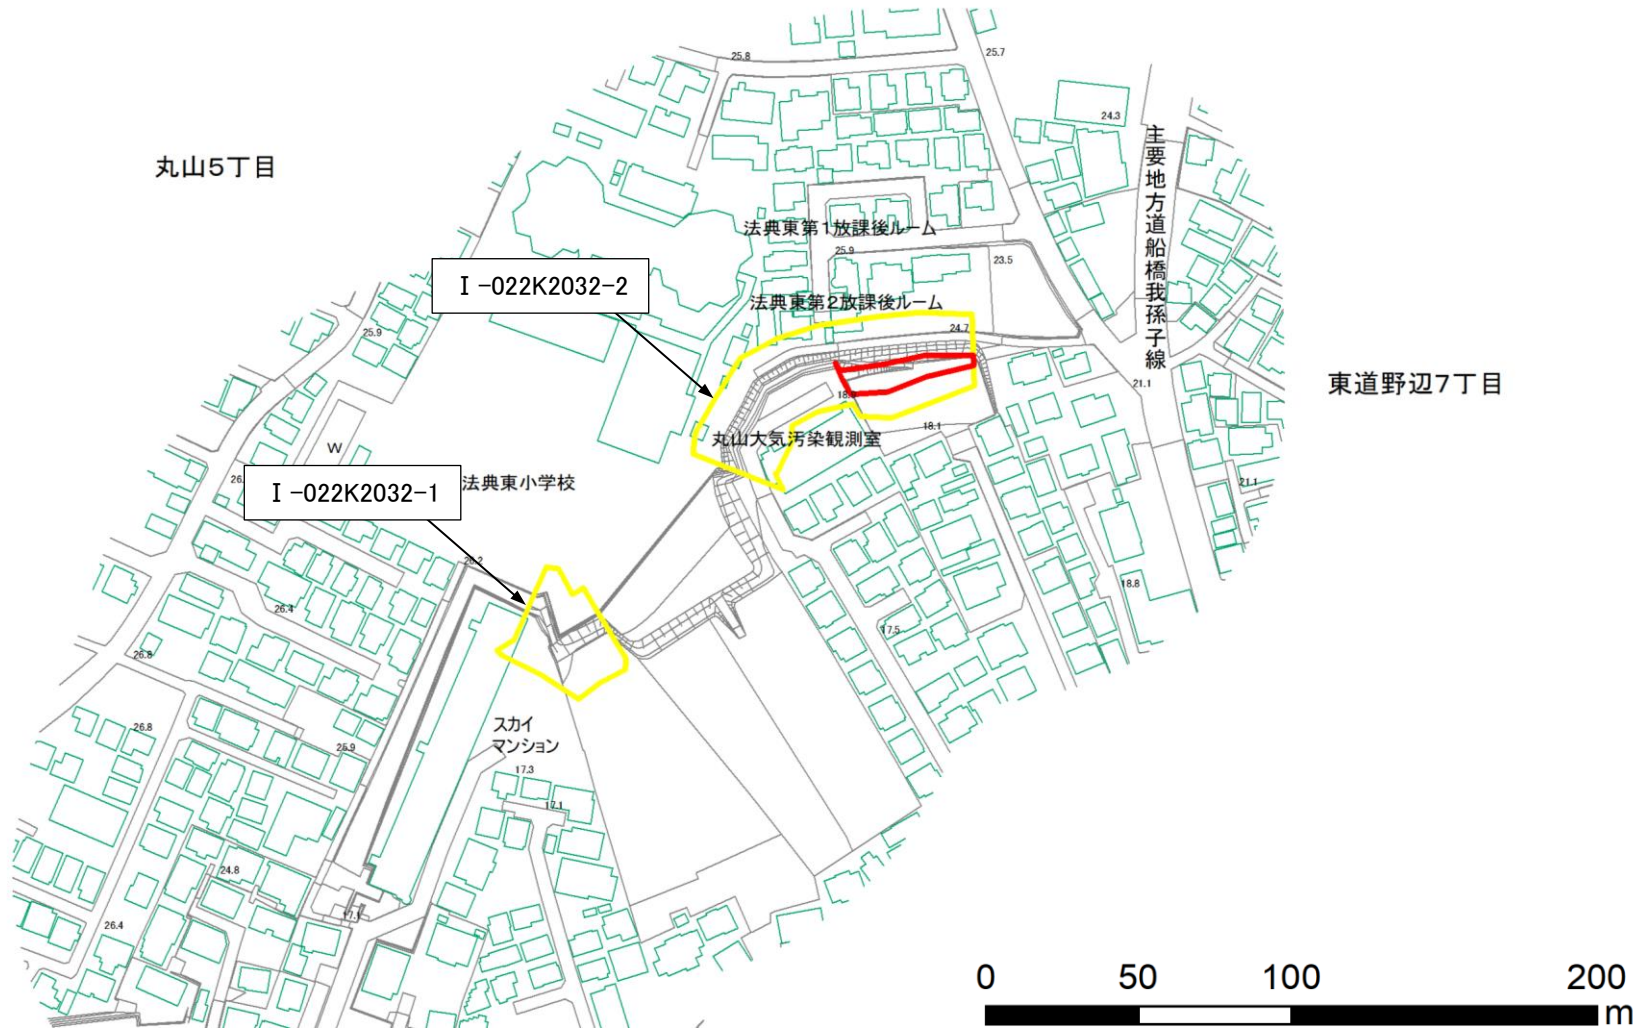 25.8
25.7
24.3
主要地方道船橋我孫子線
丸山5丁目
法典東第1放課後ルーム
25.9
23.5
Ⅰ-022K2032-2
法典東第2放課後ルーム
24.7
25.9
21.1
東道野辺7丁目
18.9
18.1
丸山大気汚染観測室
W
21.1
26.
Ⅰ-022K2032-1
法典東小学校
26.2
18.8
26.4
17.5
26.8
26.8
25.9
スカイ
マンション
17.3
17.1
24.8
17.1
26.4
0 50 100 200
m